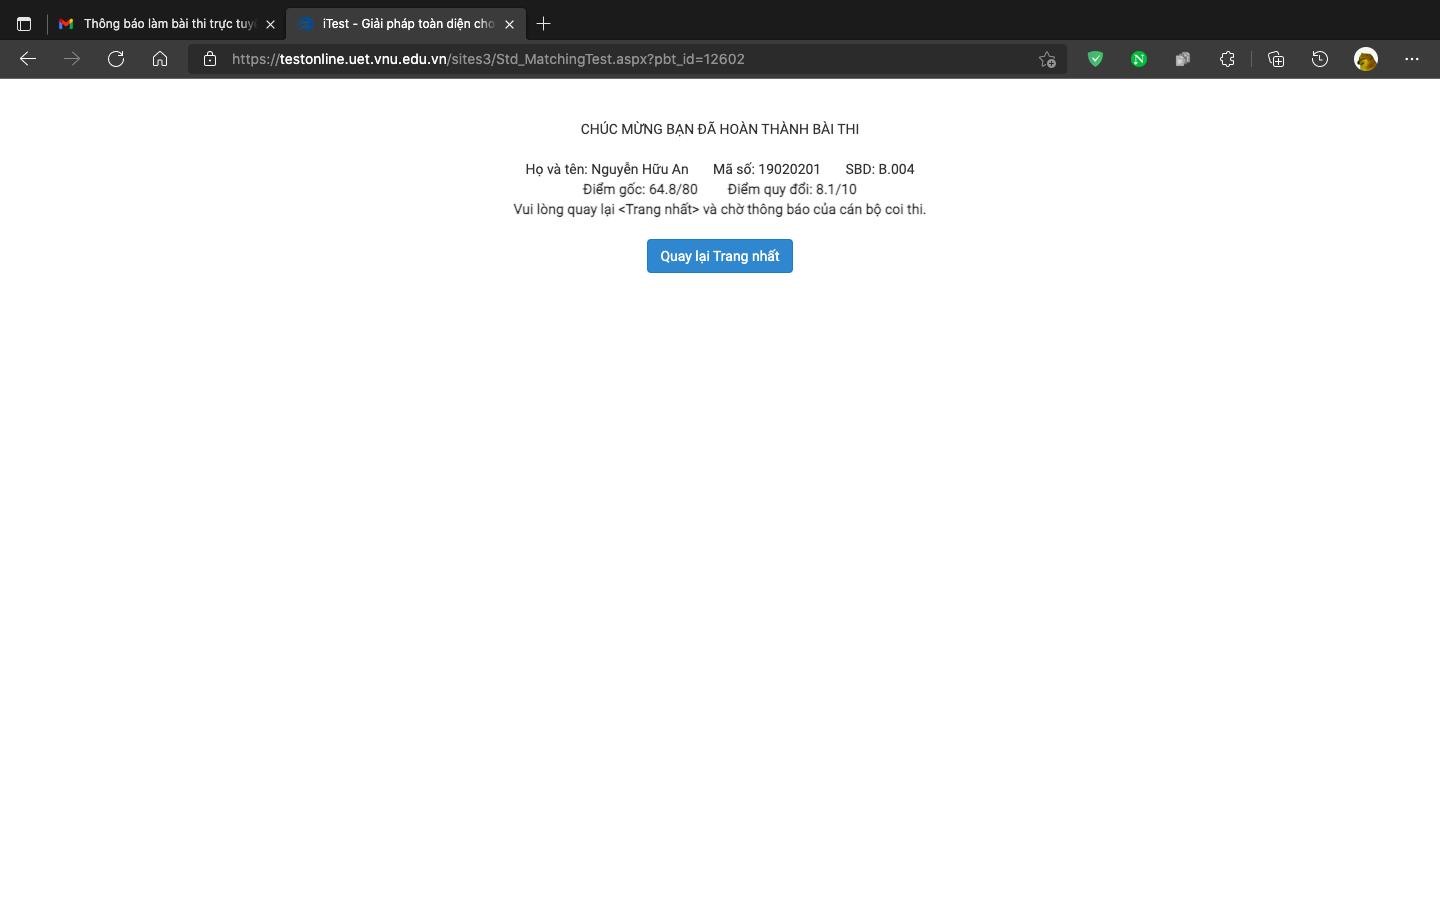 Thông báo làm bài thi trực tuy
iTest - Giải pháp toàn diện cho
https://testonline.uet.vnu.edu.vn/sites3/Std_MatchingTest.aspx?pbt_id=12602
CHÚC MỪNG BẠN ĐÃ HOÀN THÀNH BÀI THI
Họ và tên: Nguyễn Hữu An Mã số: 19020201 SBD: B.004
Điểm gốc: 64.8/80 Điểm quy đổi: 8.1/10
Vui lòng quay lại <Trang nhất> và chờ thông báo của cán bộ coi thi.
Quay lại Trang nhất